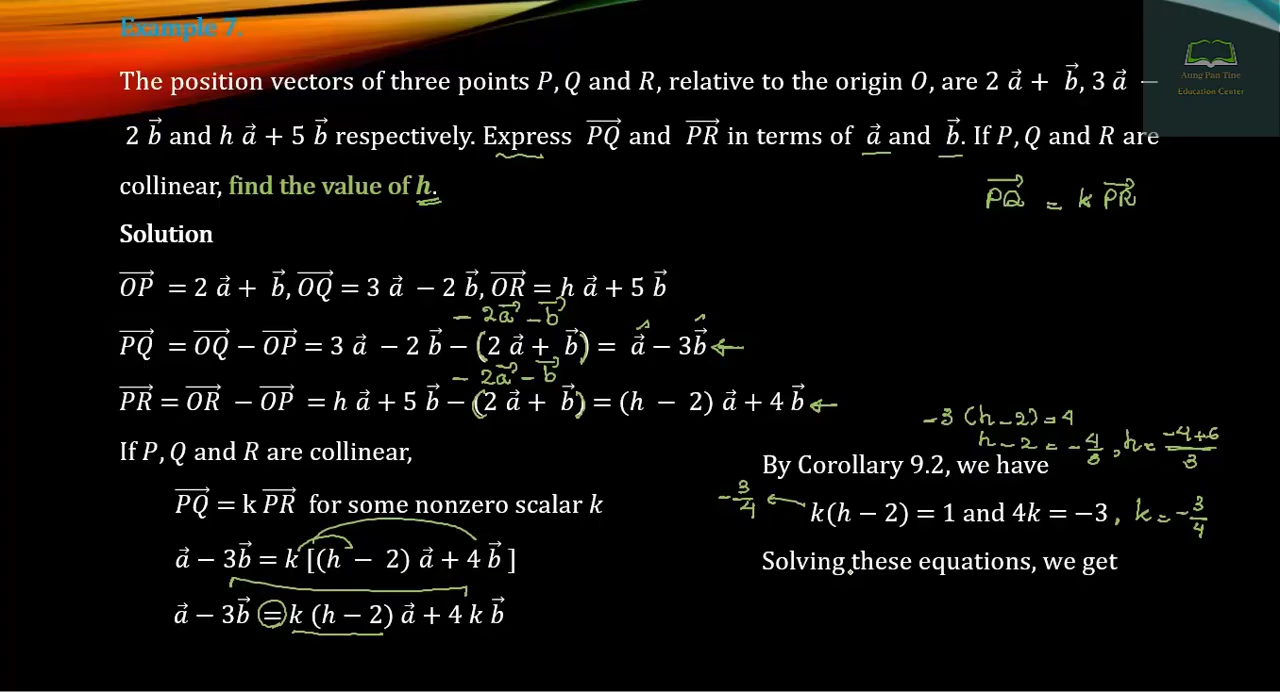 Example 7.
Aung Pan Tine
Education Center
The position vectors of three points P, Q and R, relative to the origin O, are 2 a⃗ + b⃗, 3 a⃗ −
2 b⃗ and h a⃗ + 5 b⃗ respectively. Express PQ⃗ and PR⃗ in terms of a⃗ and b⃗. If P, Q and R are
collinear, find the value of h.
PQ⃗ = k PR⃗
Solution
OP⃗ = 2 a⃗ + b⃗, OQ⃗ = 3 a⃗ − 2 b⃗, OR⃗ = h a⃗ + 5 b⃗
− 2a⃗ − b⃗
PQ⃗ = OQ⃗ − OP⃗ = 3 a⃗ − 2 b⃗ − (2 a⃗ + b⃗) = a⃗ − 3b⃗ ←
− 2a⃗ − b⃗
PR⃗ = OR⃗ − OP⃗ = h a⃗ + 5 b⃗ − (2 a⃗ + b⃗) = (h − 2) a⃗ + 4 b⃗ ←
If P, Q and R are collinear,
PQ⃗ = k PR⃗ for some nonzero scalar k
a⃗ − 3b⃗ = k [(h − 2) a⃗ + 4 b⃗ ]
a⃗ − 3b⃗ = k (h − 2) a⃗ + 4 k b⃗
−3 (h−2) = 4
h − 2 = −4/3, h = (−4+6)/3
By Corollary 9.2, we have
−3/4 ← k(h − 2) = 1 and 4k = −3, k = −3/4
Solving these equations, we get